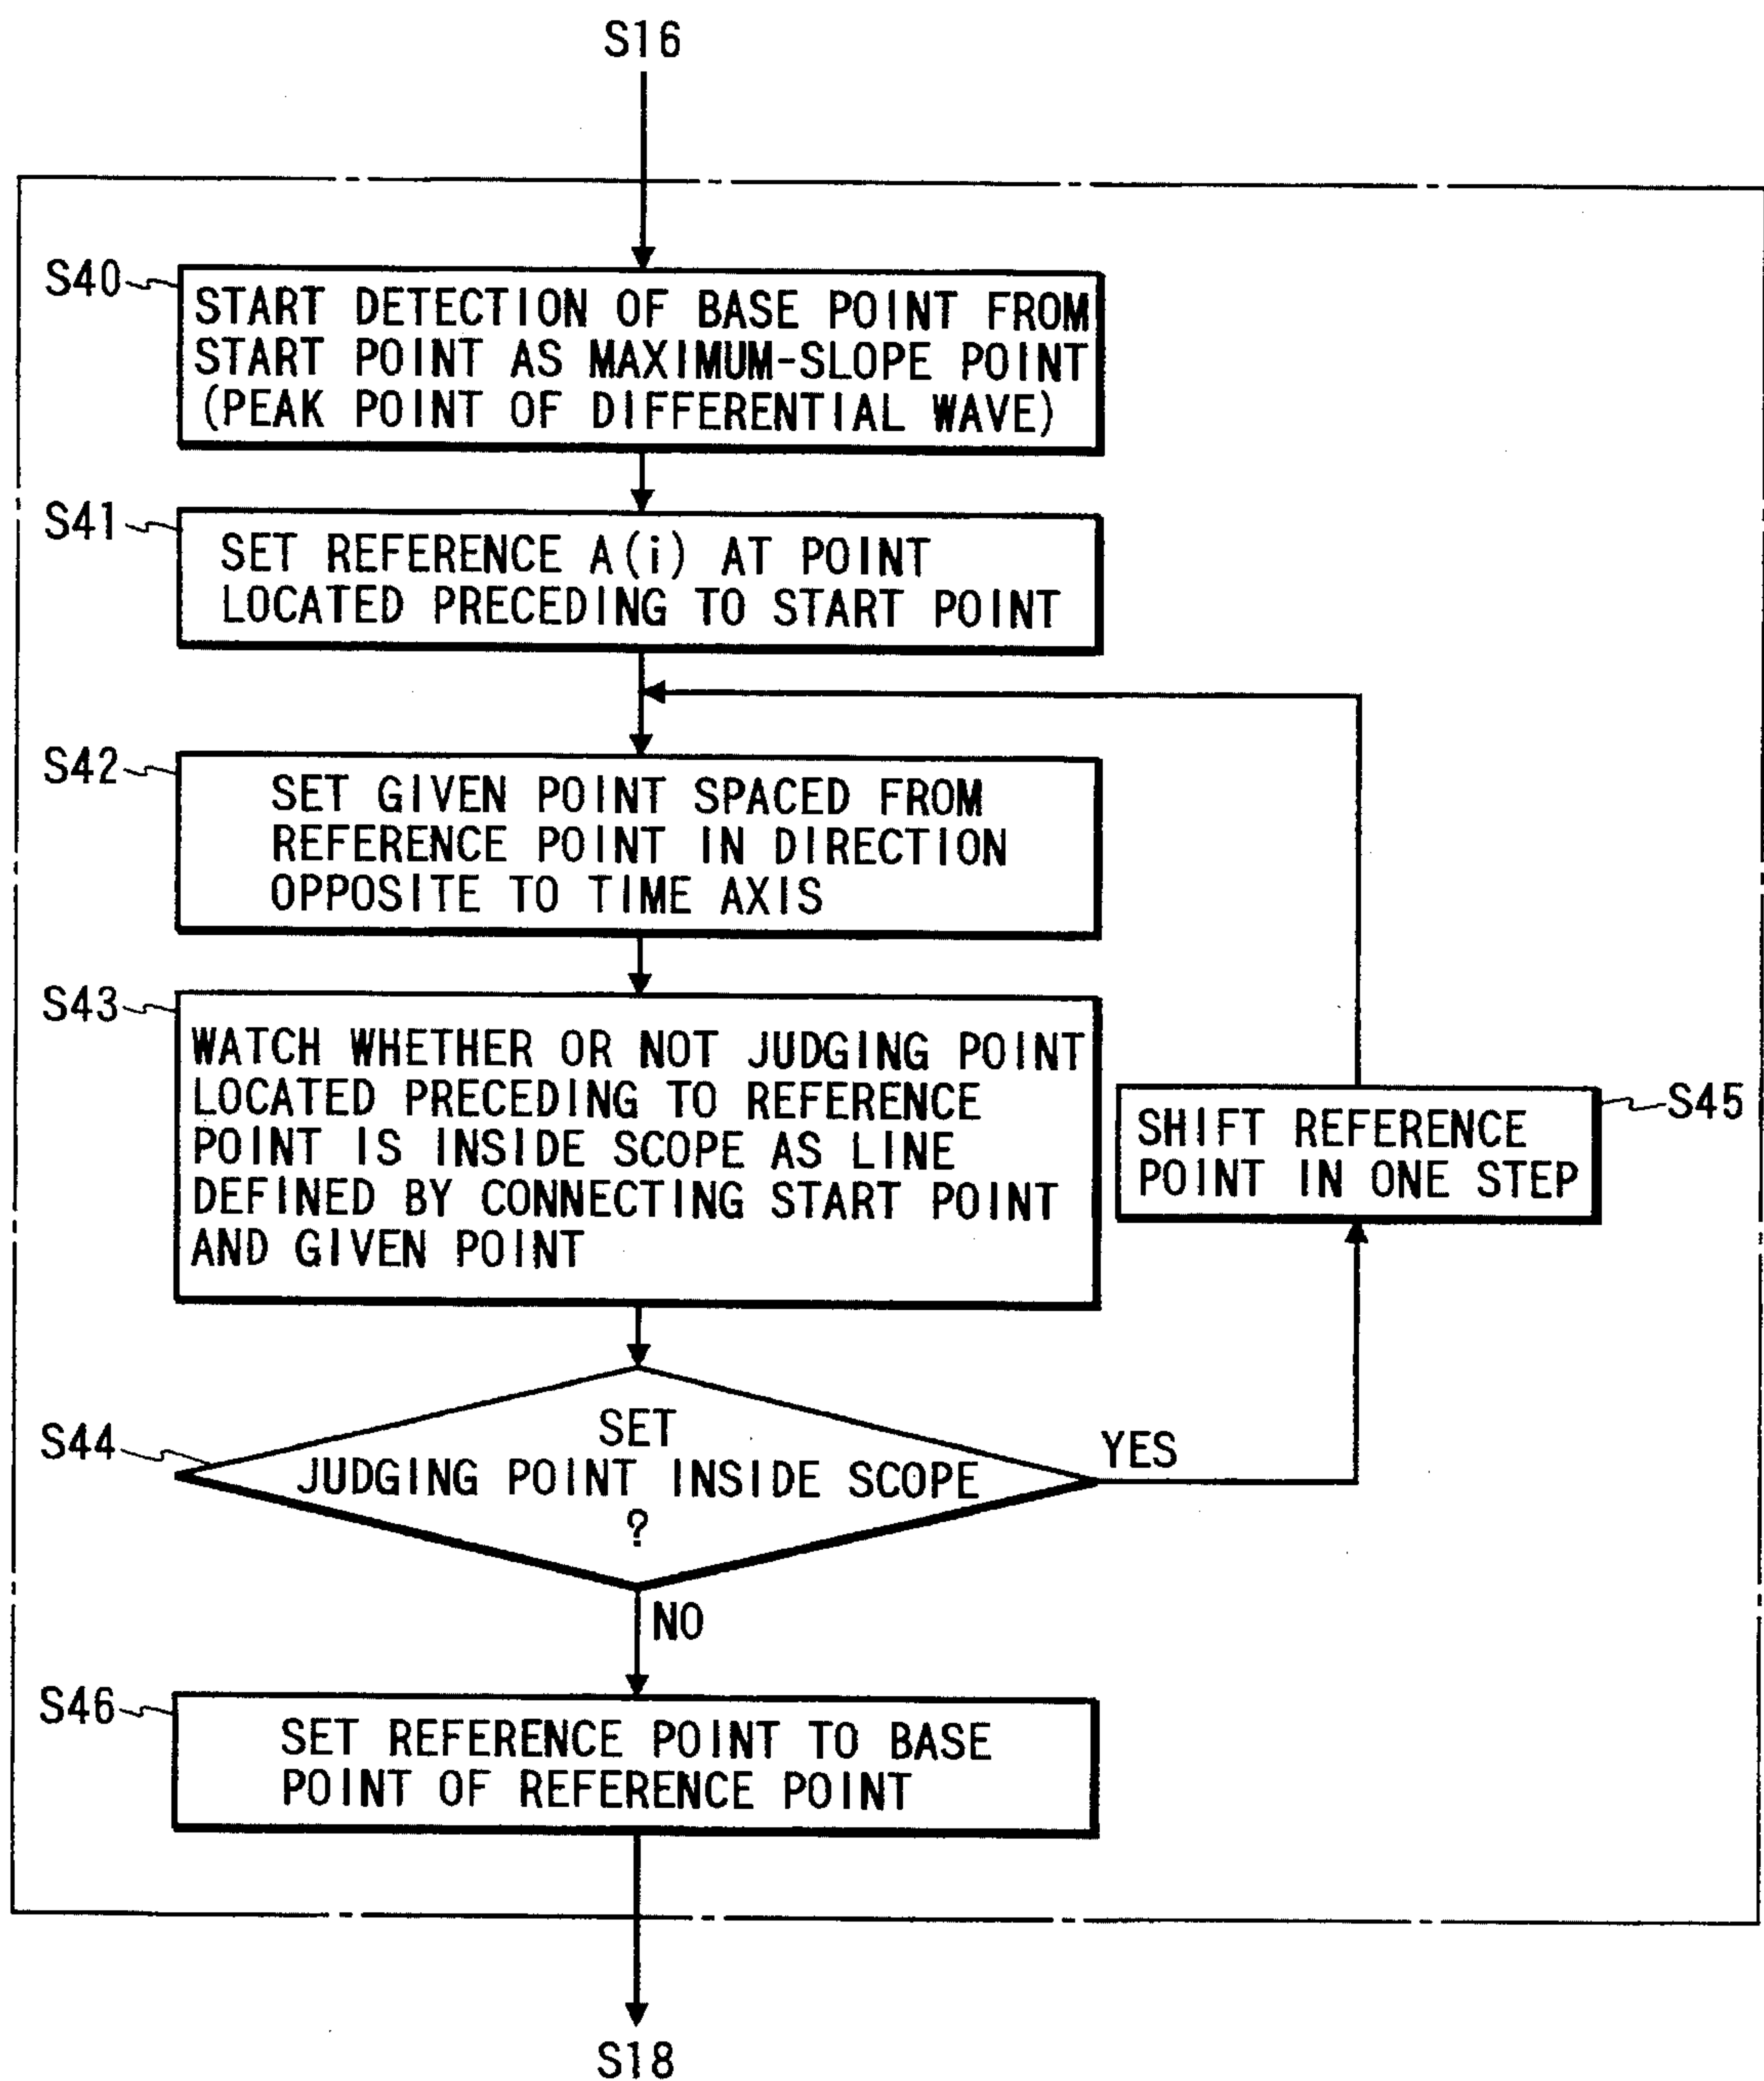 S16
S40
START DETECTION OF BASE POINT FROM
START POINT AS MAXIMUM-SLOPE POINT
(PEAK POINT OF DIFFERENTIAL WAVE)
S41
SET REFERENCE A(i) AT POINT
LOCATED PRECEDING TO START POINT
S42
SET GIVEN POINT SPACED FROM
REFERENCE POINT IN DIRECTION
OPPOSITE TO TIME AXIS
S43
WATCH WHETHER OR NOT JUDGING POINT
LOCATED PRECEDING TO REFERENCE
POINT IS INSIDE SCOPE AS LINE
DEFINED BY CONNECTING START POINT
AND GIVEN POINT
S45
SHIFT REFERENCE
POINT IN ONE STEP
S44
SET
JUDGING POINT INSIDE SCOPE
?
YES
NO
S46
SET REFERENCE POINT TO BASE
POINT OF REFERENCE POINT
S18